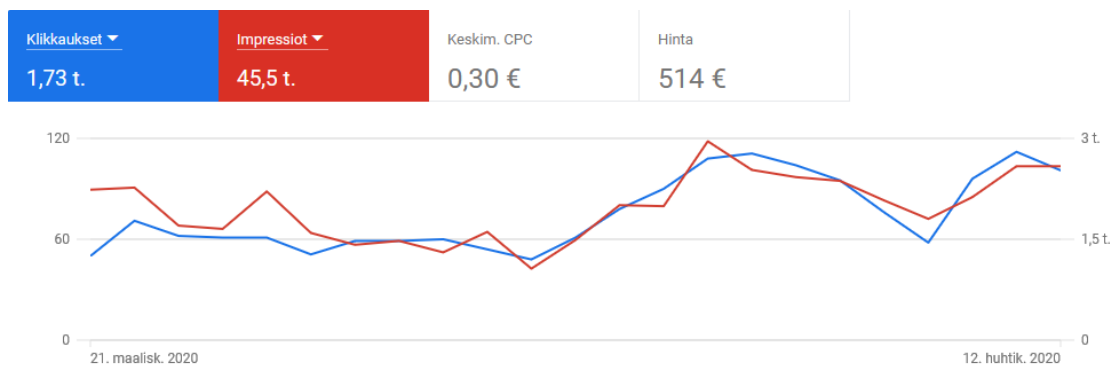 Klikkaukset Impressiot Keskim. CPC Hinta
1,73 t. 45,5 t. 0,30 € 514 €
120 3 t.
60 1,5 t.
0 0
21. maalisk. 2020 12. huhtik. 2020